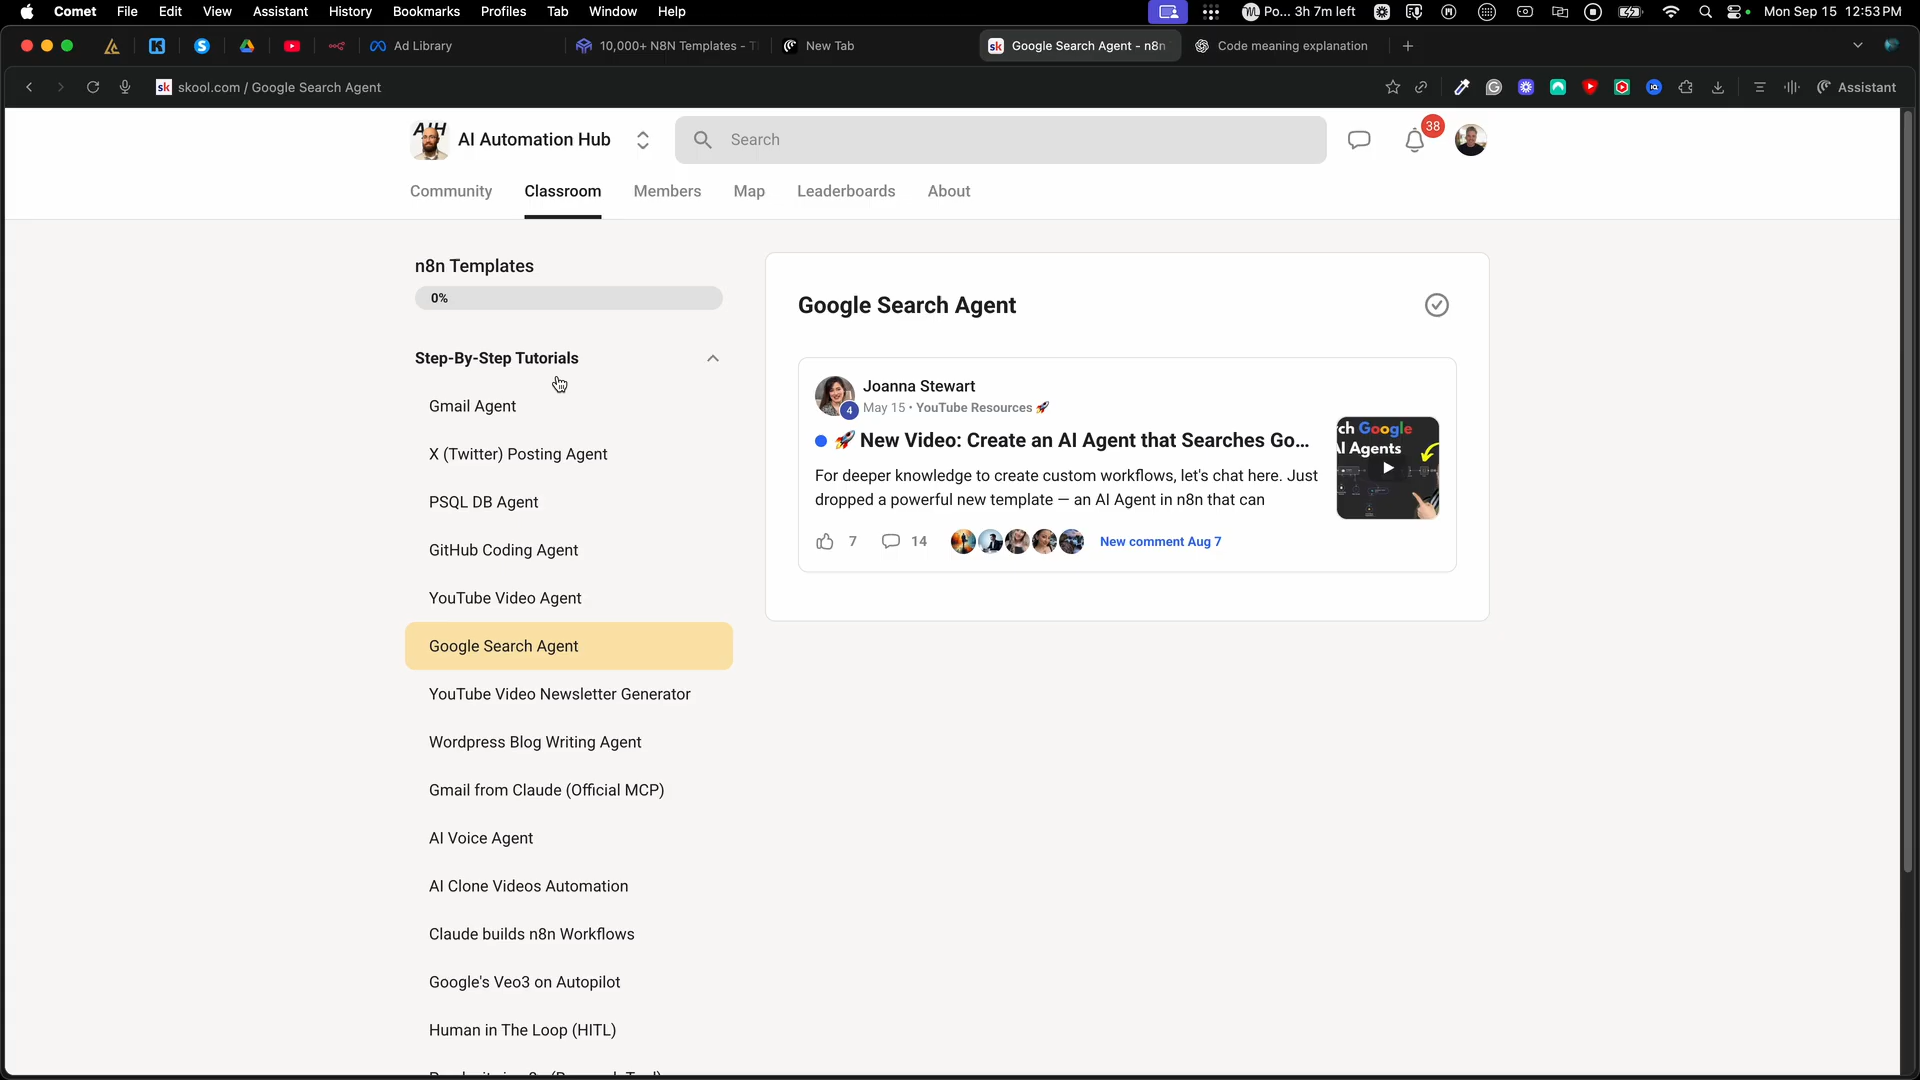 Comet File Edit View Assistant History Bookmarks Profiles Tab Window Help
Po... 3h 7m left
Mon Sep 15 12:53 PM
Ad Library
10,000+ N8N Templates -
New Tab
sk Google Search Agent - n8n
Code meaning explanation
sk skool.com / Google Search Agent
Assistant
AIH
AI Automation Hub
Search
38
Community Classroom Members Map Leaderboards About
n8n Templates
0%
Step-By-Step Tutorials
Gmail Agent
X (Twitter) Posting Agent
PSQL DB Agent
GitHub Coding Agent
YouTube Video Agent
Google Search Agent
YouTube Video Newsletter Generator
Wordpress Blog Writing Agent
Gmail from Claude (Official MCP)
AI Voice Agent
AI Clone Videos Automation
Claude builds n8n Workflows
Google's Veo3 on Autopilot
Human in The Loop (HITL)
Google Search Agent
Joanna Stewart
4 May 15 • YouTube Resources 🚀
🚀 New Video: Create an AI Agent that Searches Go...
For deeper knowledge to create custom workflows, let's chat here. Just
dropped a powerful new template — an AI Agent in n8n that can
7 14 New comment Aug 7
rch Google
AI Agents